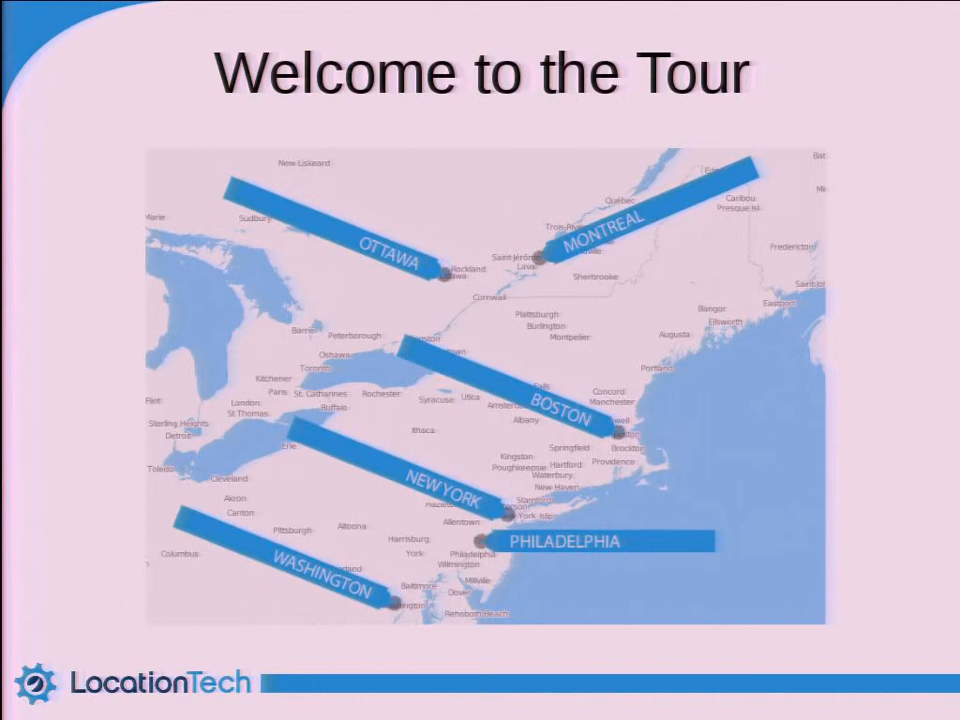 Welcome to the Tour
New Liskeard
Sudbury
Québec
Caribou
Presque Isl
MONTREAL
OTTAWA
Fredericton
Saint-Jérôme
Laval
Rockland
Sherbrooke
Cornwall
Eastport
Bangor
Plattsburgh
Ellsworth
Burlington
Barrie
Peterborough
Montpelier
Augusta
Oshawa
Toronto
Portland
Kitchener
Paris
St. Catharines
Rochester
Utica
Concord
Syracuse
Manchester
London
St Thomas
Buffalo
BOSTON
Albany
Sterling Heights
Detroit
Ithaca
Erie
Springfield
Brockton
Kingston
Poughkeepsie
Hartford
Providence
Toledo
Cleveland
Waterbury
NEW YORK
New Haven
Akron
Stamford
Canton
Allentown
Pittsburgh
Altoona
Harrisburg
PHILADELPHIA
Columbus
York
Philadelphia
Wilmington
WASHINGTON
Baltimore
Millville
Dover
Rehoboth Beach
LocationTech